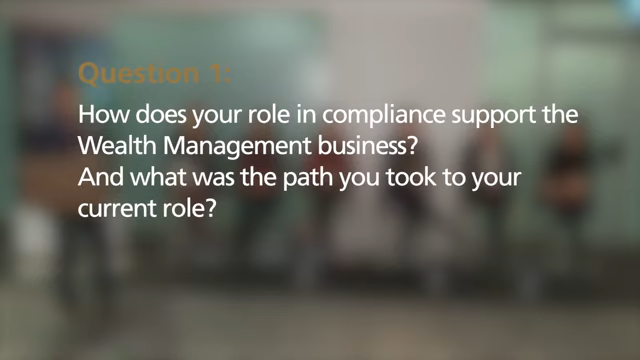 Question 1:
How does your role in compliance support the
Wealth Management business?
And what was the path you took to your
current role?